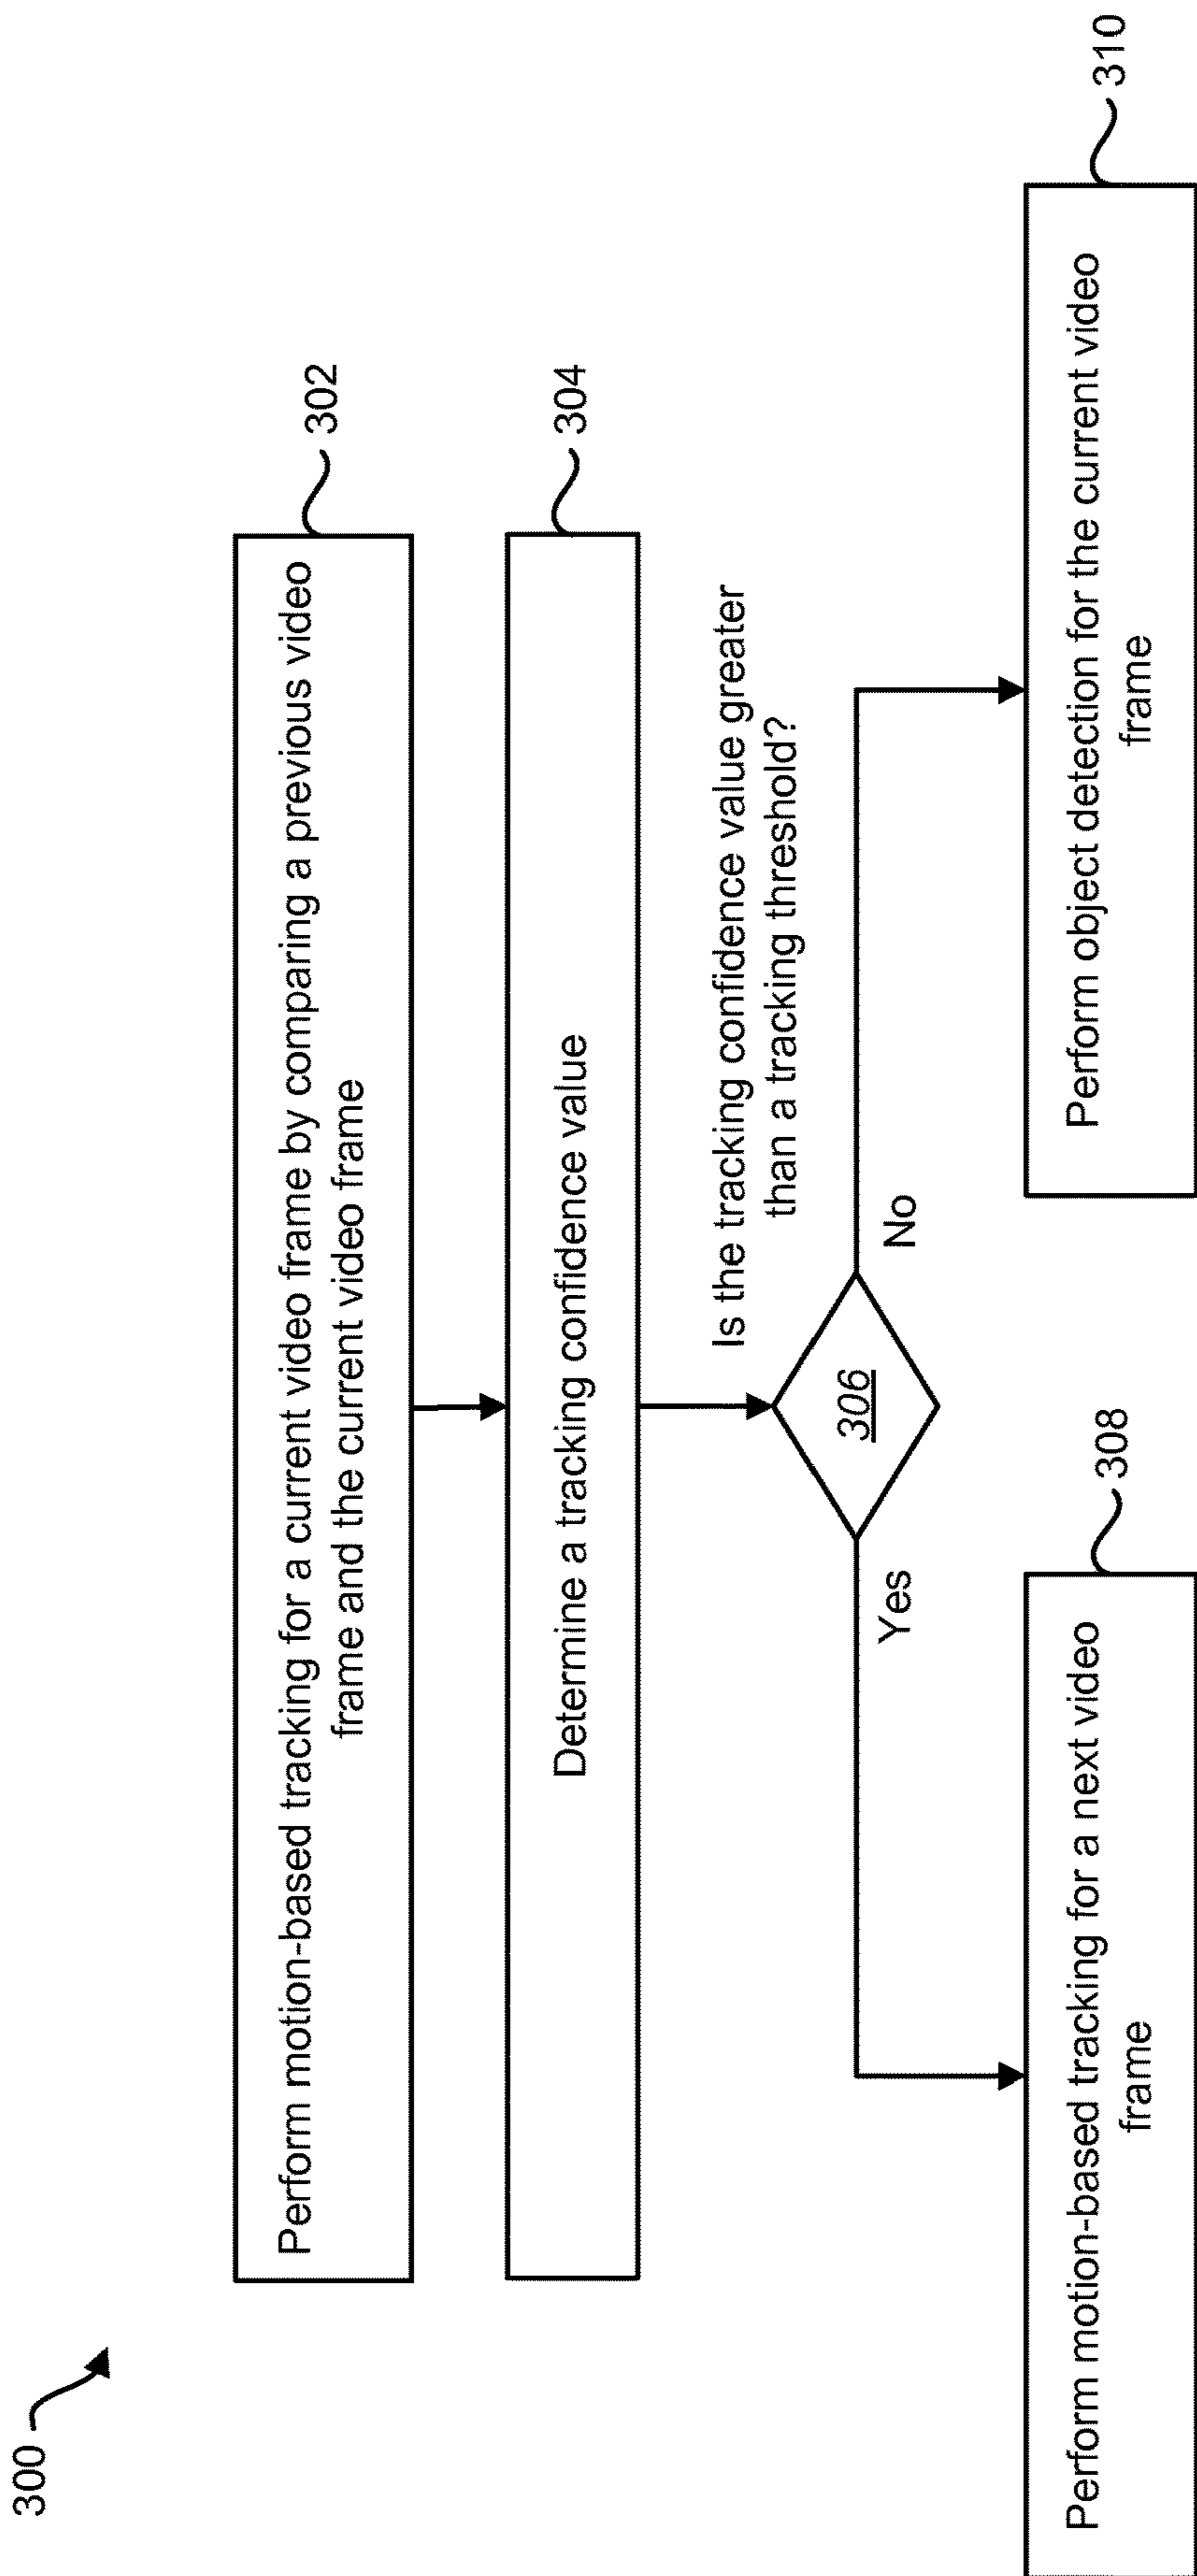 300
Perform motion-based tracking for a current video frame by comparing a previous video
frame and the current video frame
302
Determine a tracking confidence value
304
Is the tracking confidence value greater
than a tracking threshold?
306
Yes
No
Perform motion-based tracking for a next video
frame
308
Perform object detection for the current video
frame
310